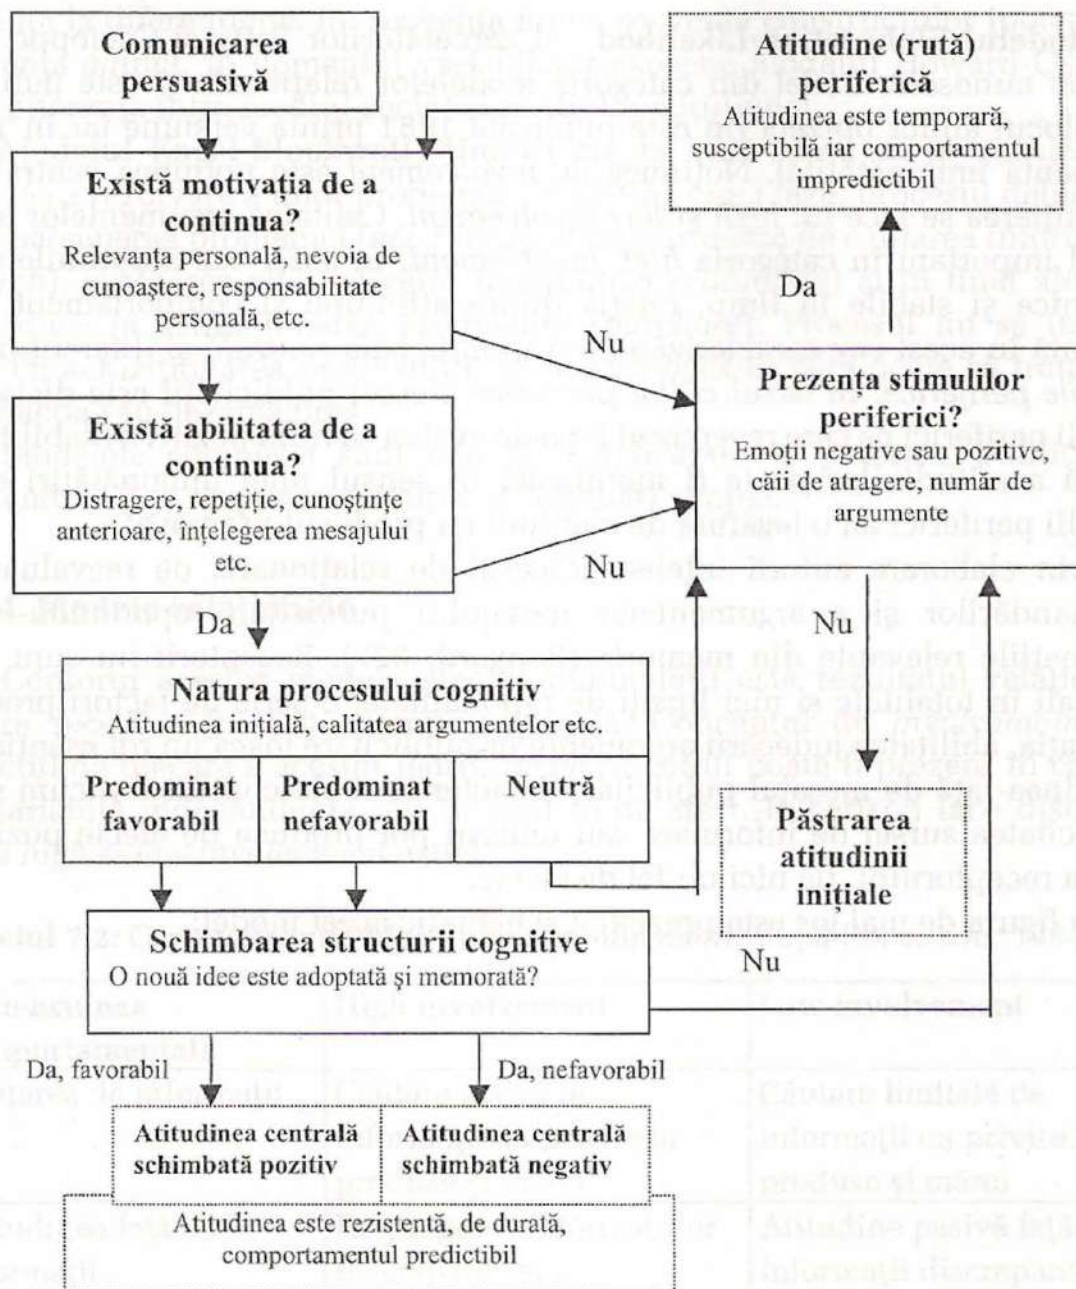 Comunicarea
persuasivă
Atitudine (rută)
periferică
Atitudinea este temporară,
susceptibilă iar comportamentul
impredictibil
Există motivația de a
continua?
Relevanța personală, nevoia de
cunoaștere, responsabilitate
personală, etc.
Da
Nu
Există abilitatea de a
continua?
Distragere, repetiție, cunoștințe
anterioare, înțelegerea mesajului
etc.
Prezența stimulilor
periferici?
Emoții negative sau pozitive,
căii de atragere, număr de
argumente
Nu
Da
Nu
Natura procesului cognitiv
Atitudinea inițială, calitatea argumentelor etc.
Predominat
favorabil
Predominat
nefavorabil
Neutră
Păstrarea
atitudinii
inițiale
Nu
Schimbarea structurii cognitive
O nouă idee este adoptată și memorată?
Da, favorabil
Da, nefavorabil
Atitudinea centrală
schimbată pozitiv
Atitudinea centrală
schimbată negativ
Atitudinea este rezistentă, de durată,
comportamentul predictibil